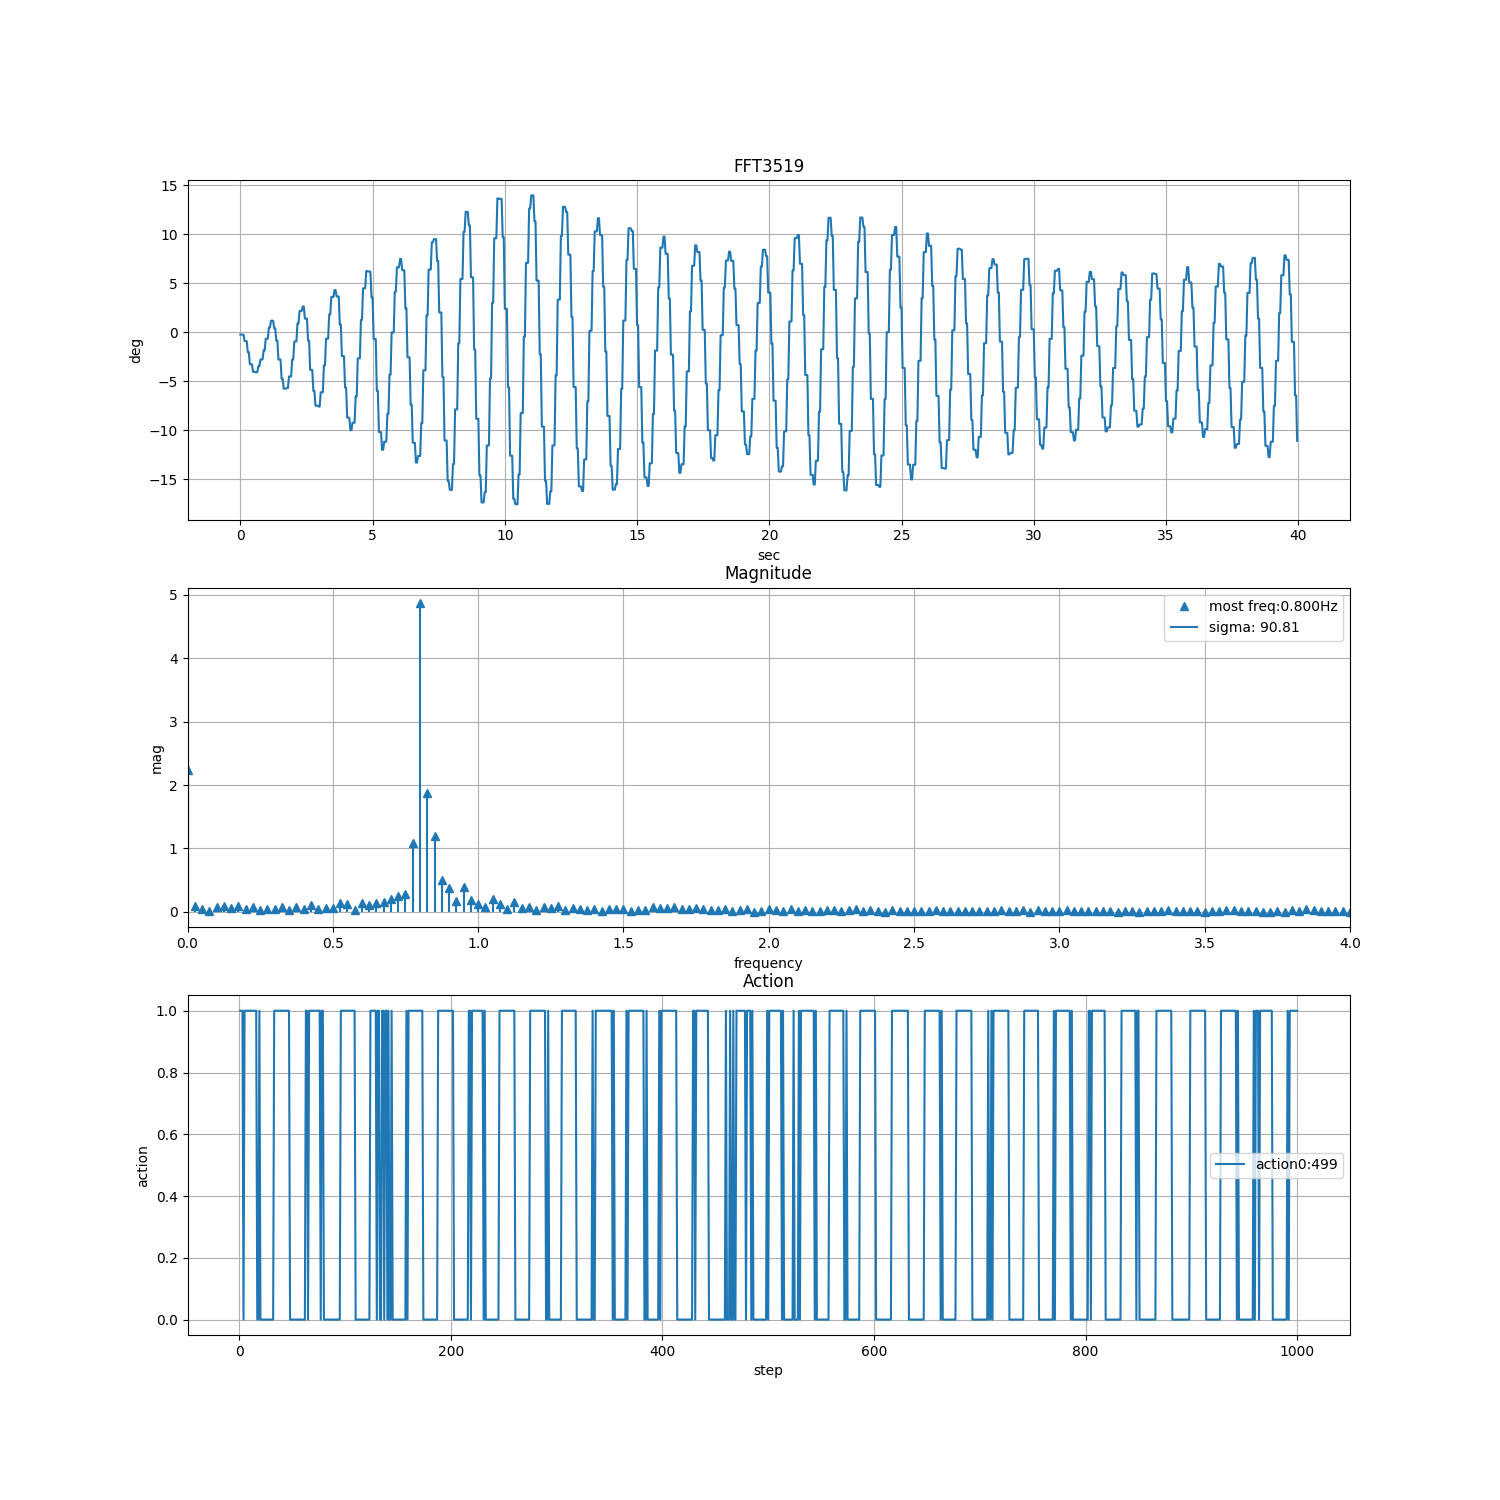 FFT3519
15
10
5
0
−5
−10
−15
deg
0 5 10 15 20 25 30 35 40
sec
Magnitude
5
4
3
2
1
0
mag
most freq:0.800Hz
sigma: 90.81
0.0 0.5 1.0 1.5 2.0 2.5 3.0 3.5 4.0
frequency
Action
1.0
0.8
0.6
0.4
0.2
0.0
action
action0:499
0 200 400 600 800 1000
step